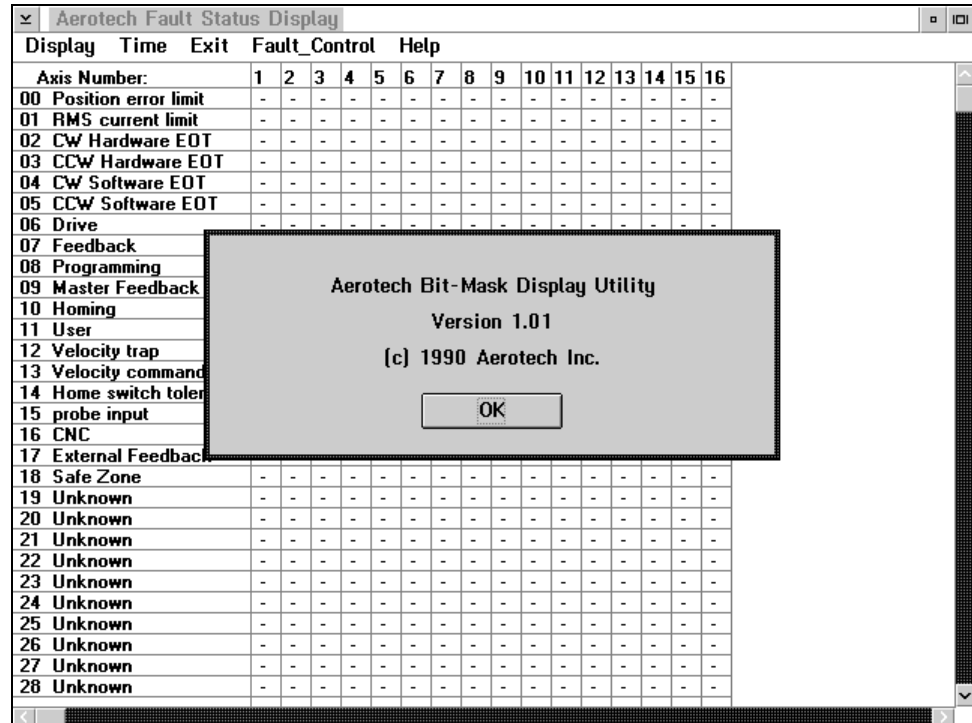 Aerotech Fault Status Display
Display Time Exit Fault_Control Help
Axis Number: 1 2 3 4 5 6 7 8 9 10 11 12 13 14 15 16
00 Position error limit - - - - - - - - - - - - - - - -
01 RMS current limit - - - - - - - - - - - - - - - -
02 CW Hardware EOT - - - - - - - - - - - - - - - -
03 CCW Hardware EOT - - - - - - - - - - - - - - - -
04 CW Software EOT - - - - - - - - - - - - - - - -
05 CCW Software EOT - - - - - - - - - - - - - - - -
06 Drive - - - - - - - - - - - - - - - -
07 Feedback
08 Programming
09 Master Feedback
10 Homing
11 User
12 Velocity trap
13 Velocity command
14 Home switch toler
15 probe input
16 CNC
17 External Feedbac
Aerotech Bit-Mask Display Utility
Version 1.01
(c) 1990 Aerotech Inc.
OK
18 Safe Zone - - - - - - - - - - - - - - - -
19 Unknown - - - - - - - - - - - - - - - -
20 Unknown - - - - - - - - - - - - - - - -
21 Unknown - - - - - - - - - - - - - - - -
22 Unknown - - - - - - - - - - - - - - - -
23 Unknown - - - - - - - - - - - - - - - -
24 Unknown - - - - - - - - - - - - - - - -
25 Unknown - - - - - - - - - - - - - - - -
26 Unknown - - - - - - - - - - - - - - - -
27 Unknown - - - - - - - - - - - - - - - -
28 Unknown - - - - - - - - - - - - - - - -